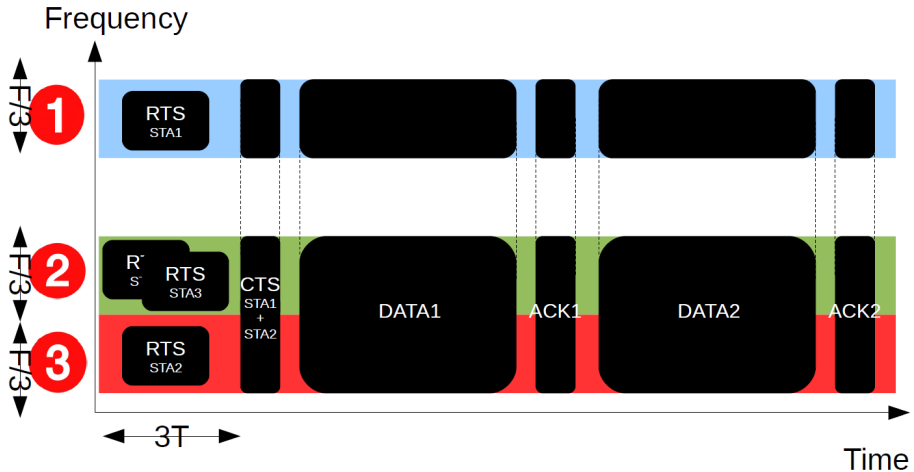 Frequency
F/3
1
RTS
STA1
F/3
2
RTS
STA3
CTS
STA1
+
STA2
DATA1
ACK1
DATA2
ACK2
F/3
3
RTS
STA2
3T
Time